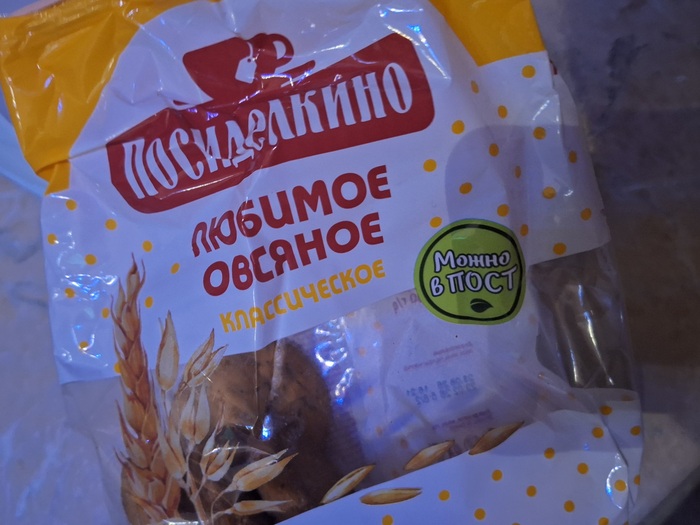 ПОСИДЕЛКИНО
ЛЮБИМОЕ
ОВСЯНОЕ
КЛАССИЧЕСКОЕ
Можно
в ПОСТ